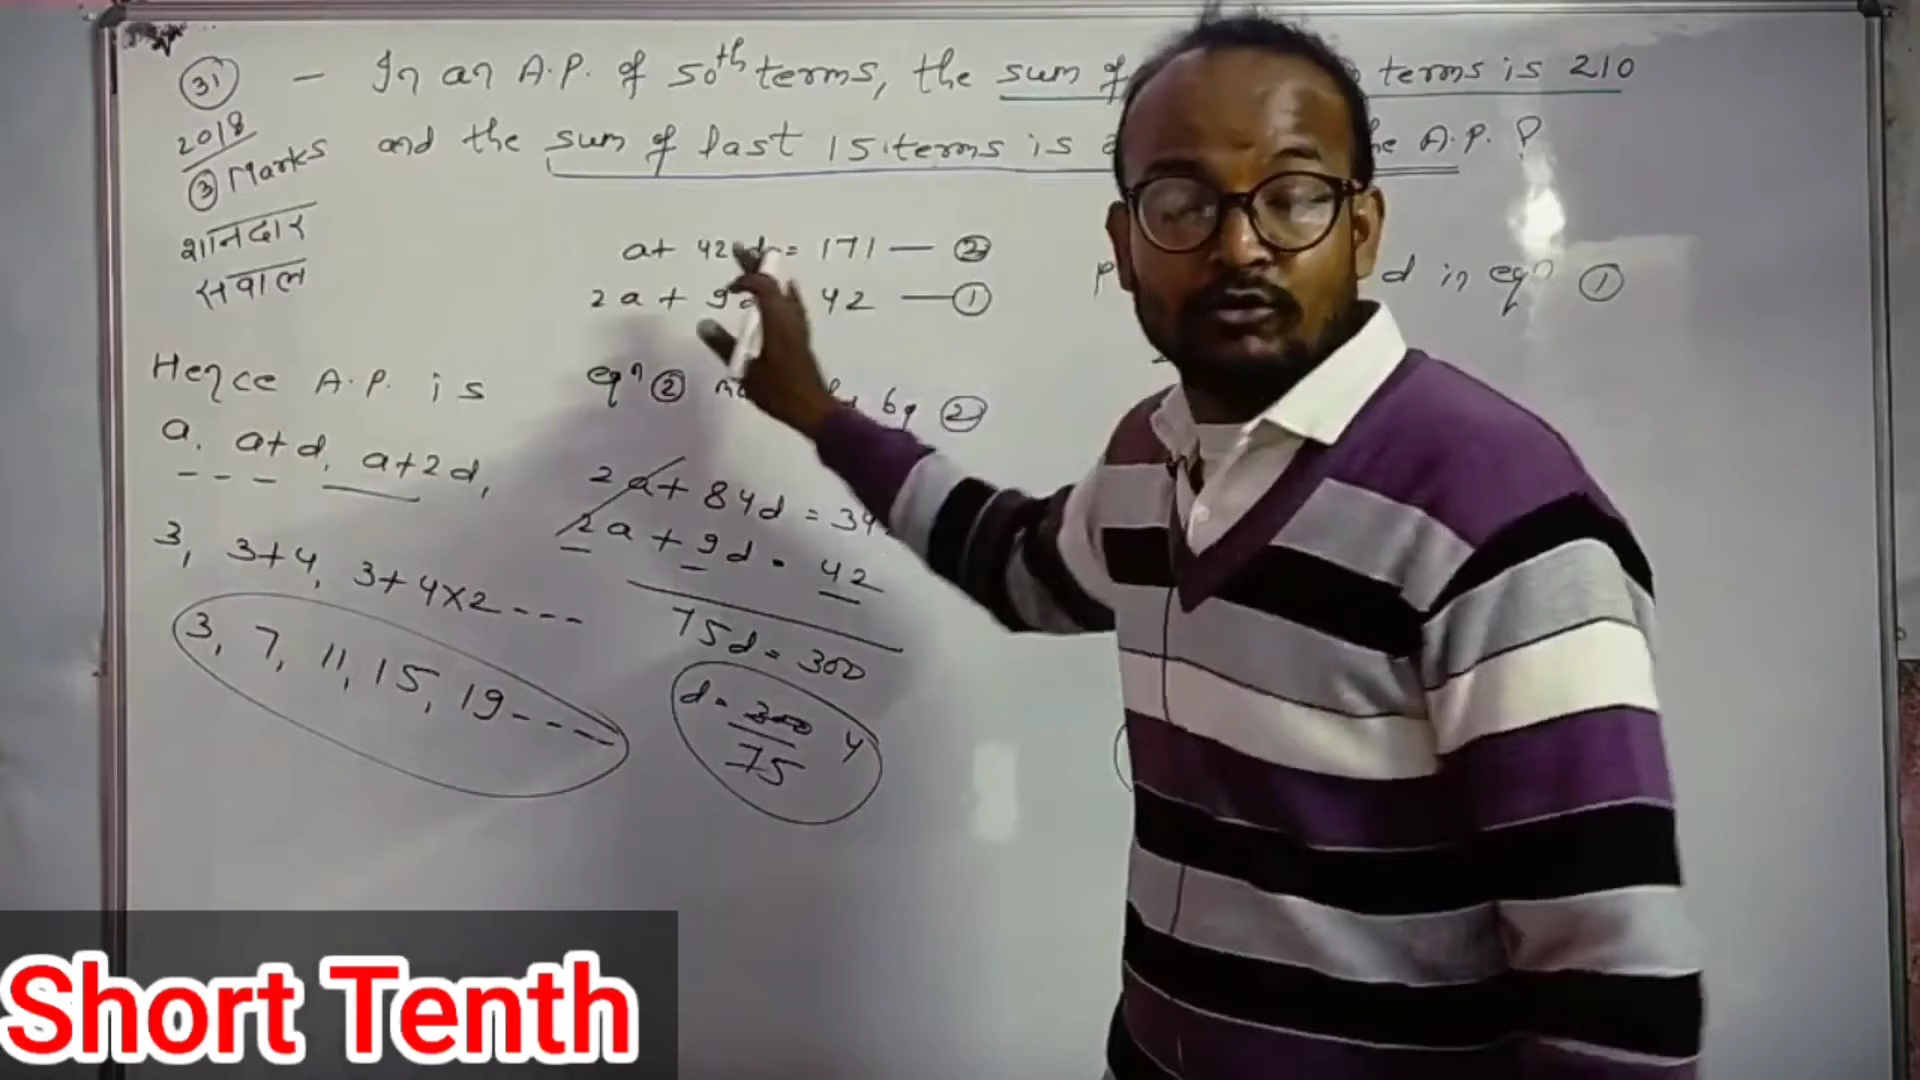 31 - In an A.P. of 50th terms, the sum of terms is 210
2018
and the sum of last 15 terms is the A.P. ?
3 Marks
शानदार
सवाल
a + 42d = 171 — 2
2a + 9d 42 — 1
d in eqn 1
Hence A.P. is
a, a+d, a+2d,
3, 3+4, 3+4×2 ---
3, 7, 11, 15, 19 ----
eqn 2 by 2
2a + 84d = 34
2a + 9d = 42
75d = 300
d = 300 4
75
Short Tenth